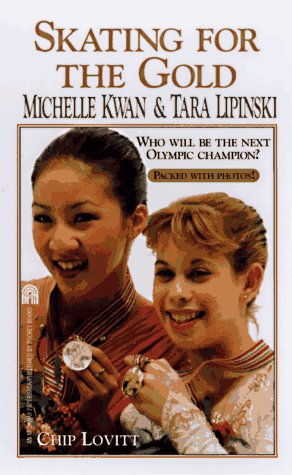 SKATING FOR
THE GOLD
MICHELLE KWAN & TARA LIPINSKI
WHO WILL BE THE NEXT
OLYMPIC CHAMPION?
PACKED WITH PHOTOS!
CHIP LOVITT